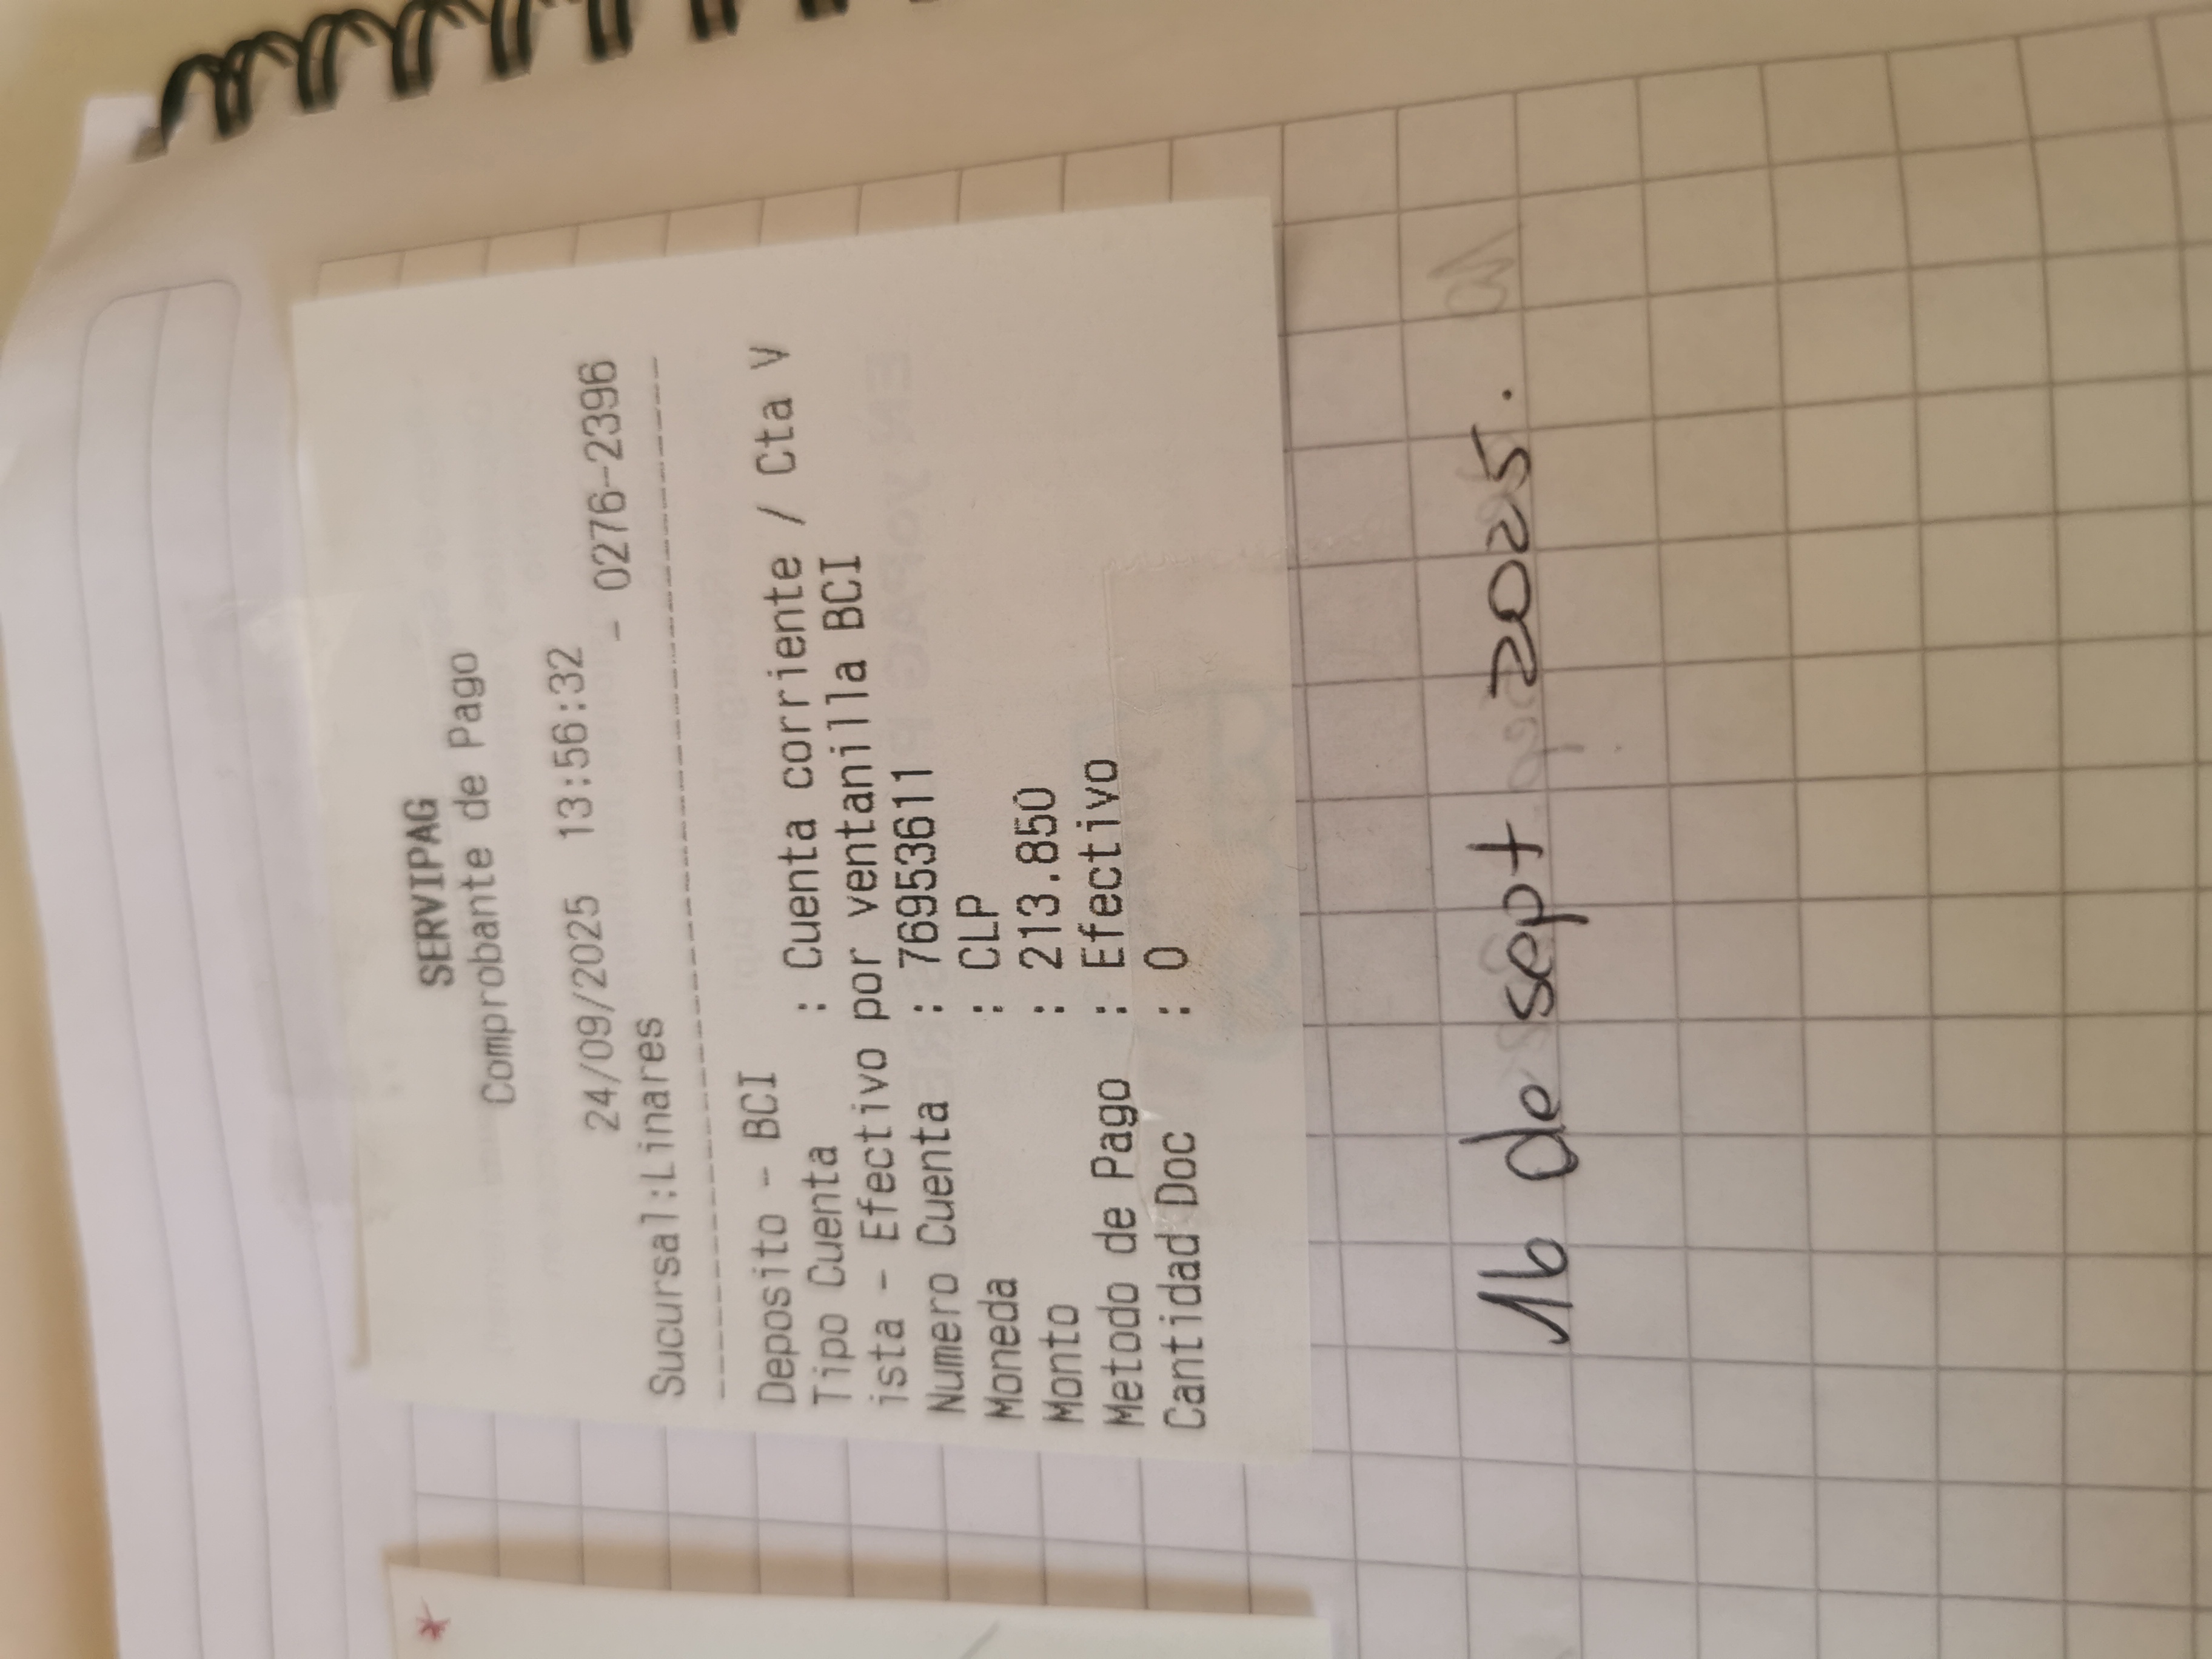 SERVIPAG
Comprobante de Pago
24/09/2025 13:56:32
Sucursal:Linares - 0276-2396
Deposito - BCI
Tipo Cuenta : Cuenta corriente / Cta V
ista - Efectivo por ventanilla BCI
Numero Cuenta : 76953611
Moneda : CLP
Monto : 213.850
Metodo de Pago : Efectivo
Cantidad Doc : 0
16 de sept 2025.